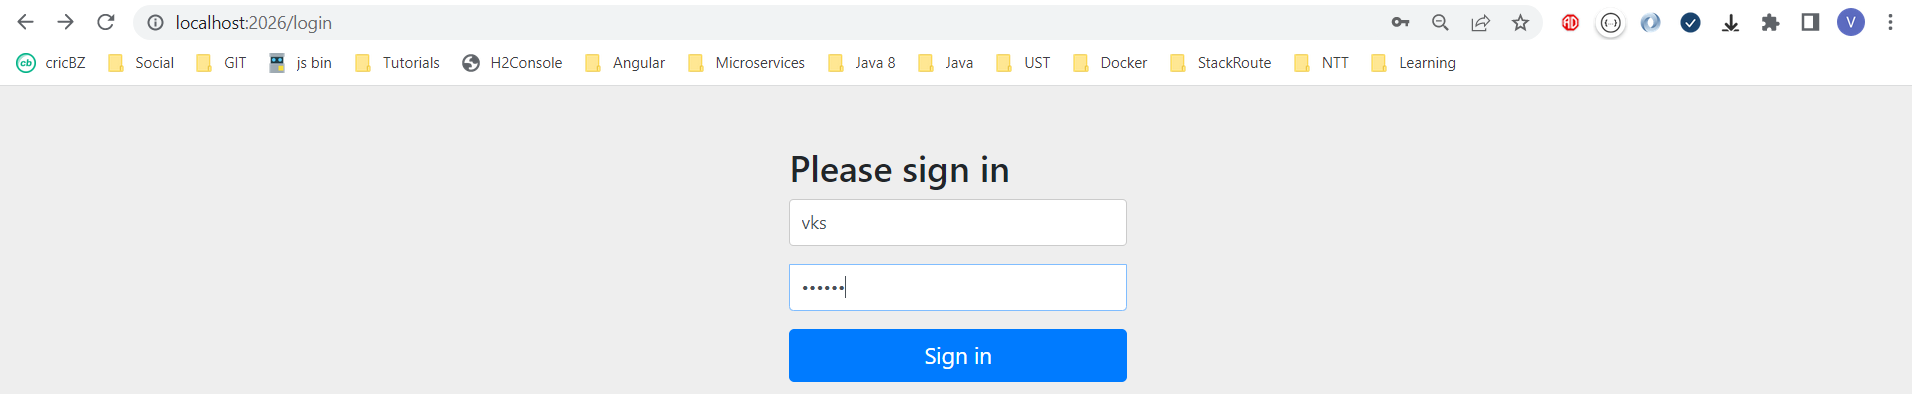 localhost:2026/login
V
cb cricBZ Social GIT js bin Tutorials H2Console Angular Microservices Java 8 Java UST Docker StackRoute NTT Learning
Please sign in
vks
••••••
Sign in